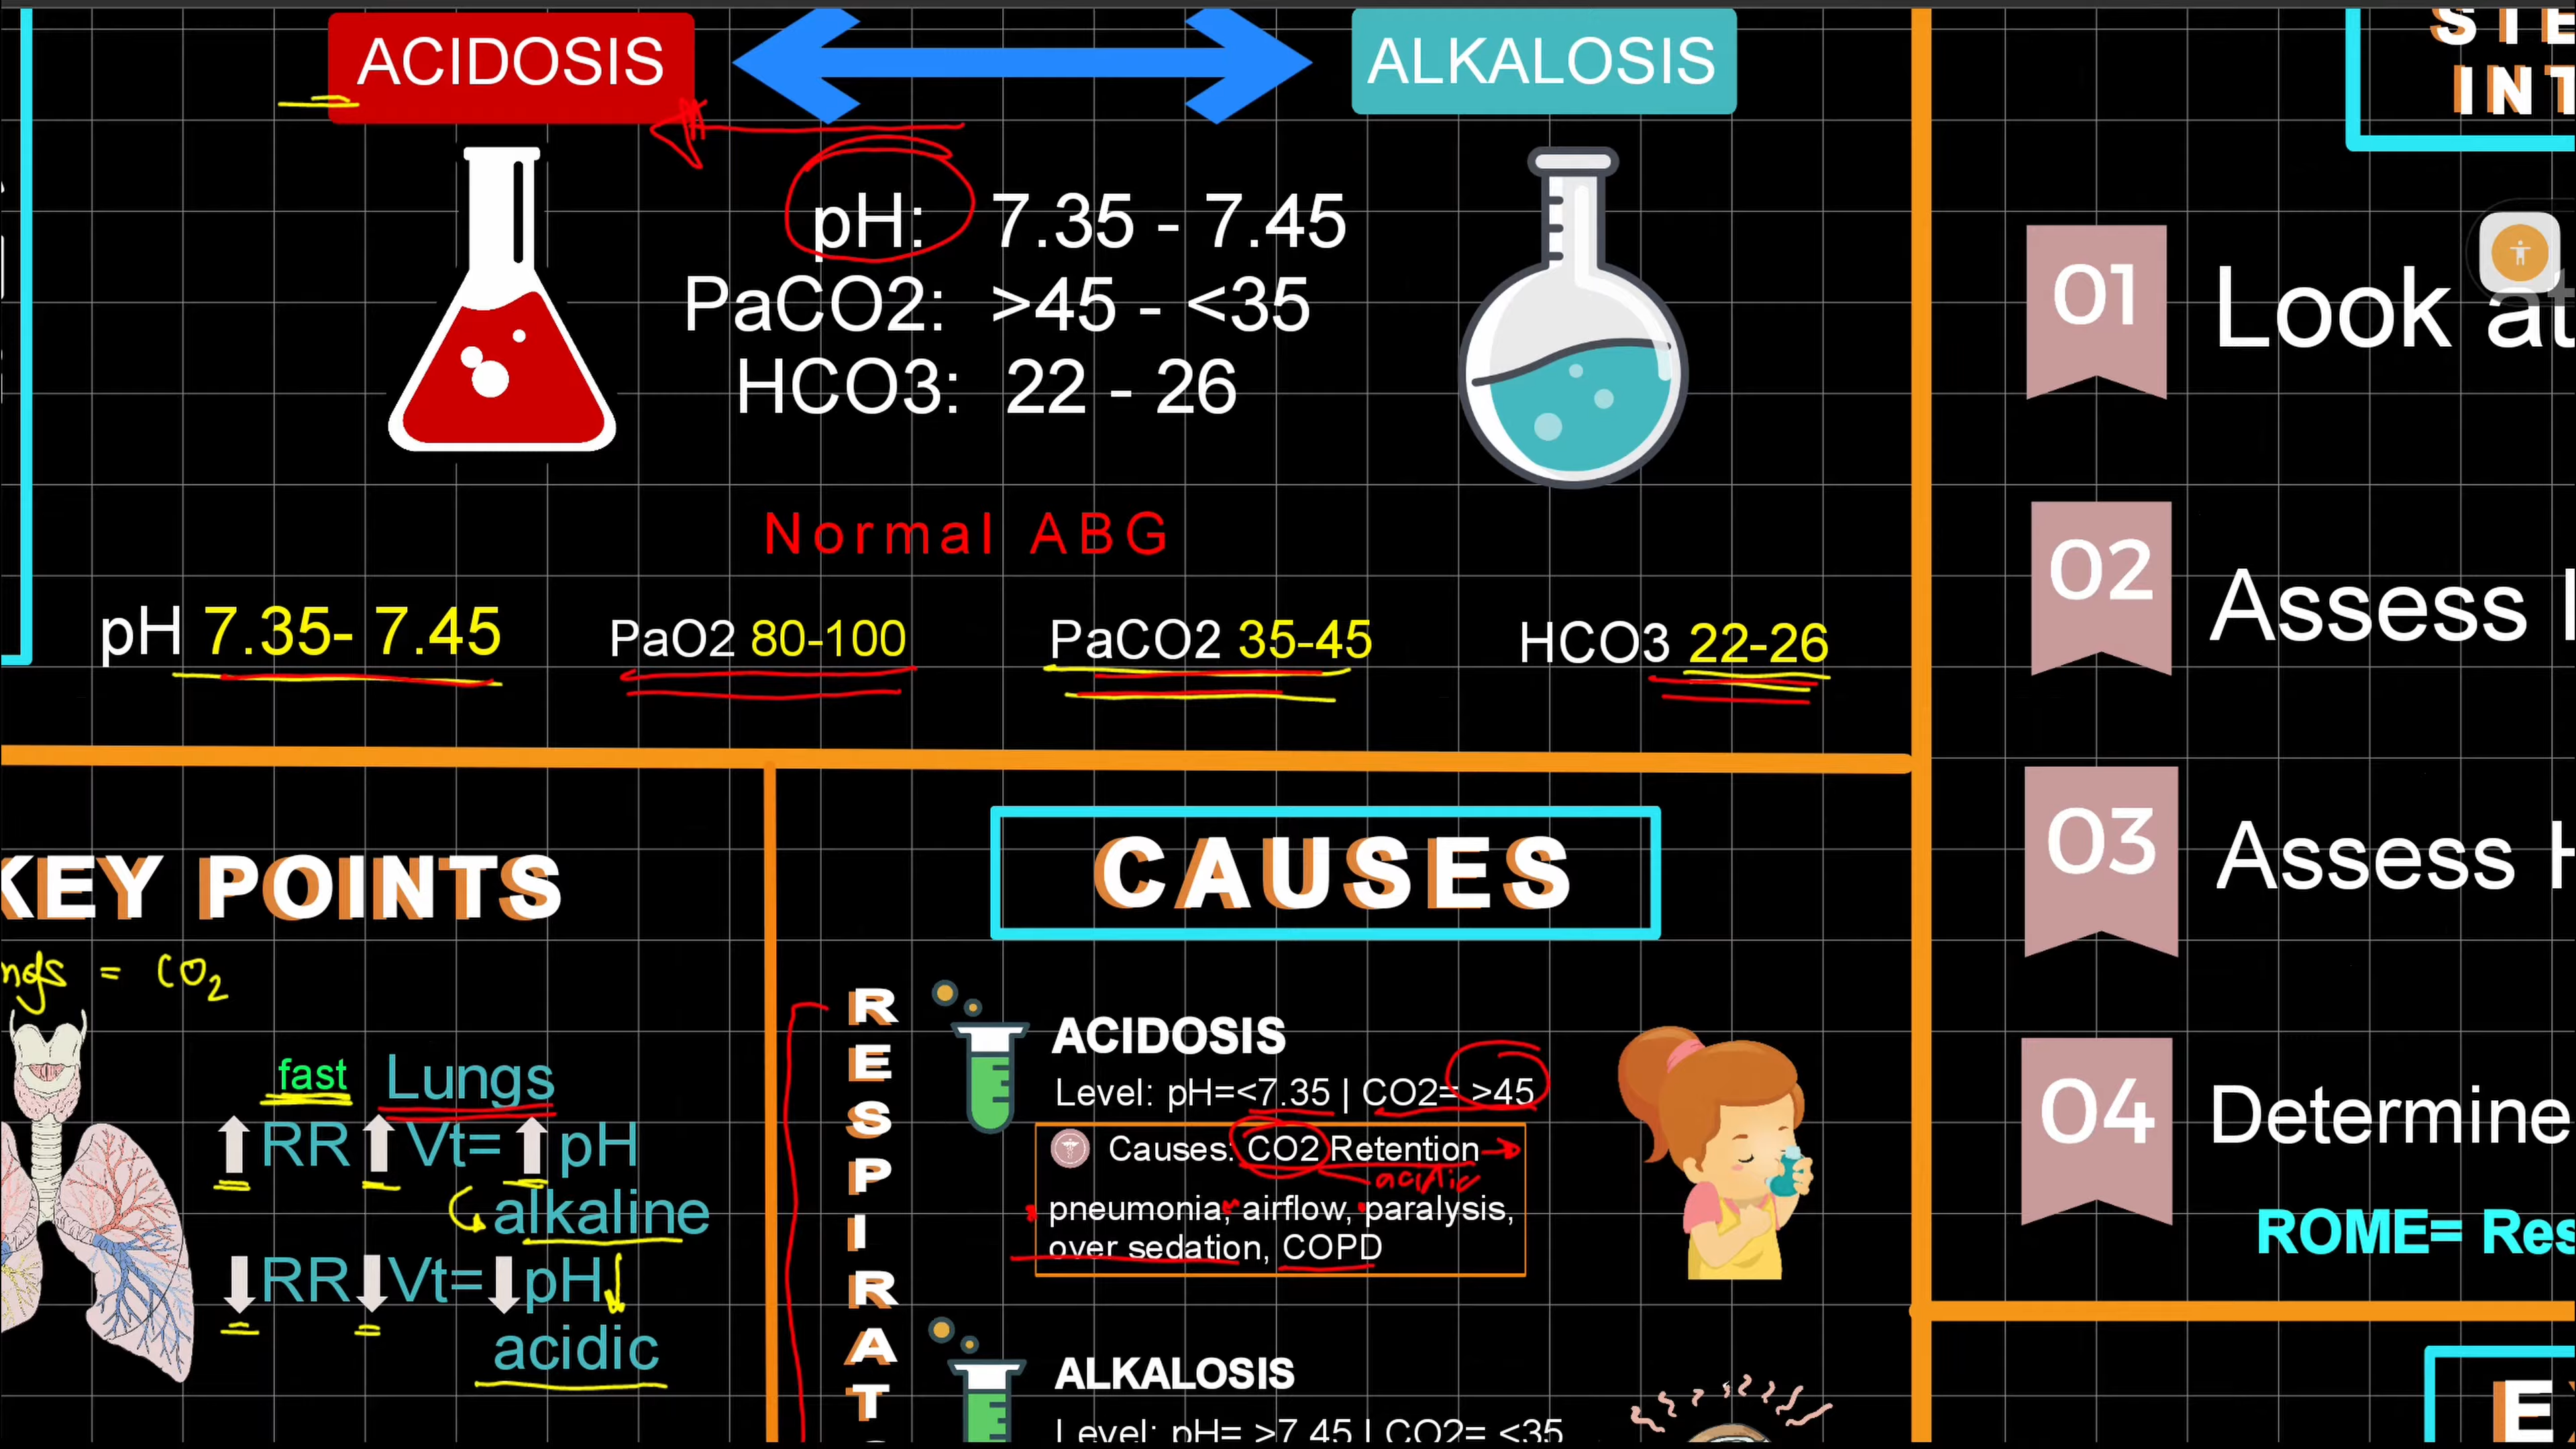 ACIDOSIS
ALKALOSIS
pH: 7.35 - 7.45
PaCO2: >45 - <35
HCO3: 22 - 26
Normal ABG
pH 7.35- 7.45
PaO2 80-100
PaCO2 35-45
HCO3 22-26
KEY POINTS
= CO2
fast Lungs
RR Vt= pH
alkaline
RR Vt= pH
acidic
CAUSES
RESPIRAT
ACIDOSIS
Level: pH=<7.35 | CO2= >45
Causes: CO2 Retention
acidic
pneumonia, airflow, paralysis,
over sedation, COPD
ALKALOSIS
Level: pH= >7.45 | CO2= <35
STE
INT
01
Look at
02
Assess
03
Assess H
04
Determine
ROME= Res